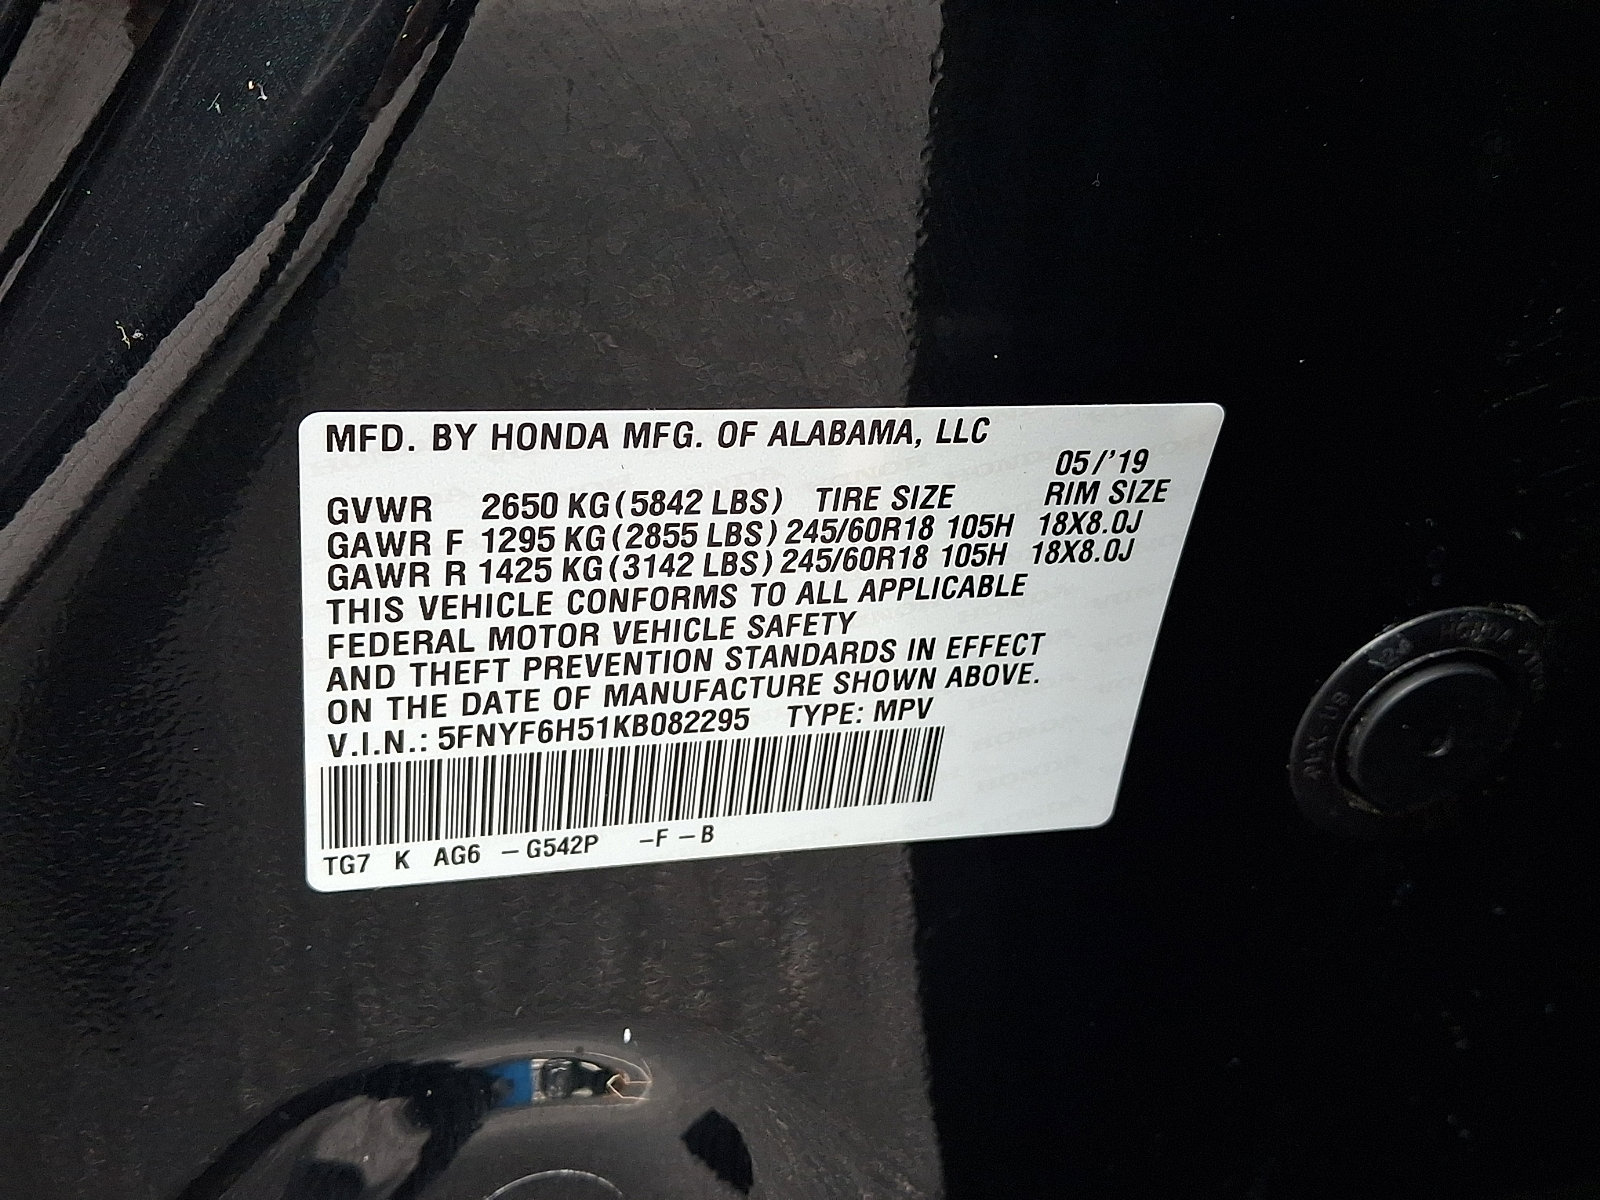 MFD. BY HONDA MFG. OF ALABAMA, LLC
05/'19
GVWR 2650 KG (5842 LBS) TIRE SIZE RIM SIZE
GAWR F 1295 KG (2855 LBS) 245/60R18 105H 18X8.0J
GAWR R 1425 KG (3142 LBS) 245/60R18 105H 18X8.0J
THIS VEHICLE CONFORMS TO ALL APPLICABLE
FEDERAL MOTOR VEHICLE SAFETY
AND THEFT PREVENTION STANDARDS IN EFFECT
ON THE DATE OF MANUFACTURE SHOWN ABOVE.
V.I.N.: 5FNYF6H51KB082295 TYPE: MPV
TG7 K AG6 – G542P –F – B